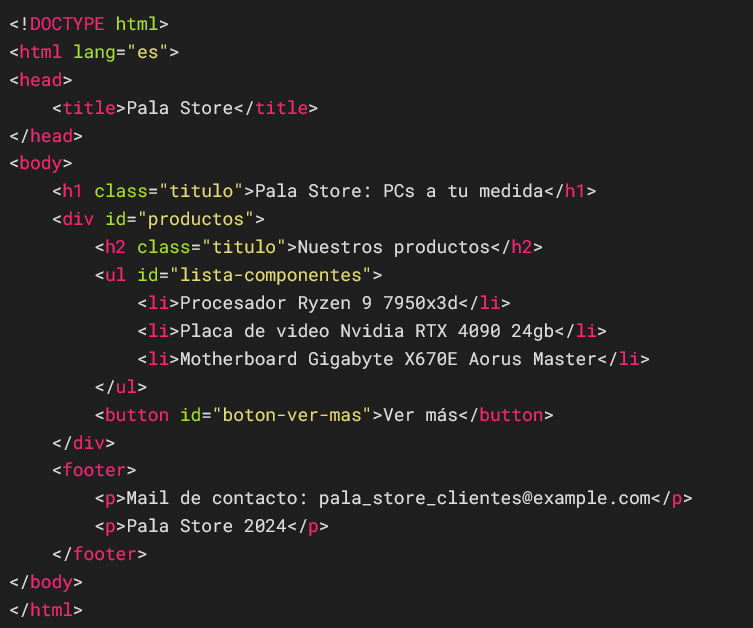 <!DOCTYPE html>
<html lang="es">
<head>
    <title>Pala Store</title>
</head>
<body>
    <h1 class="titulo">Pala Store: PCs a tu medida</h1>
    <div id="productos">
        <h2 class="titulo">Nuestros productos</h2>
        <ul id="lista-componentes">
            <li>Procesador Ryzen 9 7950x3d</li>
            <li>Placa de video Nvidia RTX 4090 24gb</li>
            <li>Motherboard Gigabyte X670E Aorus Master</li>
        </ul>
        <button id="boton-ver-mas">Ver más</button>
    </div>
    <footer>
        <p>Mail de contacto: pala_store_clientes@example.com</p>
        <p>Pala Store 2024</p>
    </footer>
</body>
</html>